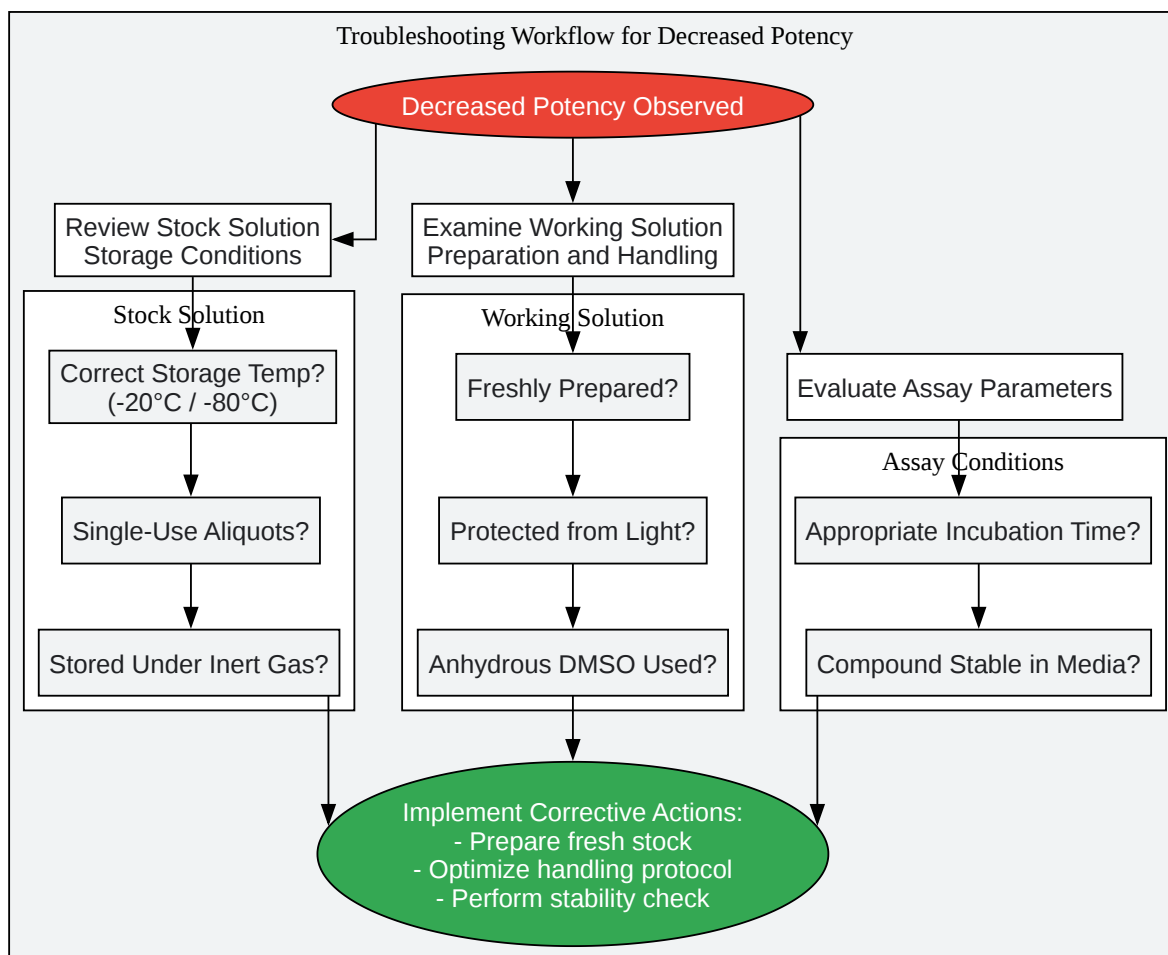 Troubleshooting Workflow for Decreased Potency
Decreased Potency Observed
Review Stock Solution
Storage Conditions
Examine Working Solution
Preparation and Handling
Stock Solution
Correct Storage Temp?
(-20°C / -80°C)
Single-Use Aliquots?
Stored Under Inert Gas?
Working Solution
Freshly Prepared?
Protected from Light?
Anhydrous DMSO Used?
Evaluate Assay Parameters
Assay Conditions
Appropriate Incubation Time?
Compound Stable in Media?
Implement Corrective Actions:
- Prepare fresh stock
- Optimize handling protocol
- Perform stability check